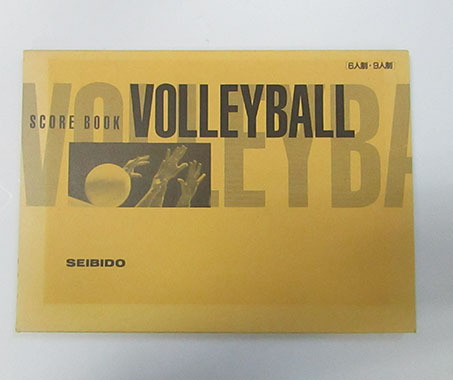 [6人制・9人制]
SCORE BOOK VOLLEYBALL
VOLLEYBA
SEIBIDO